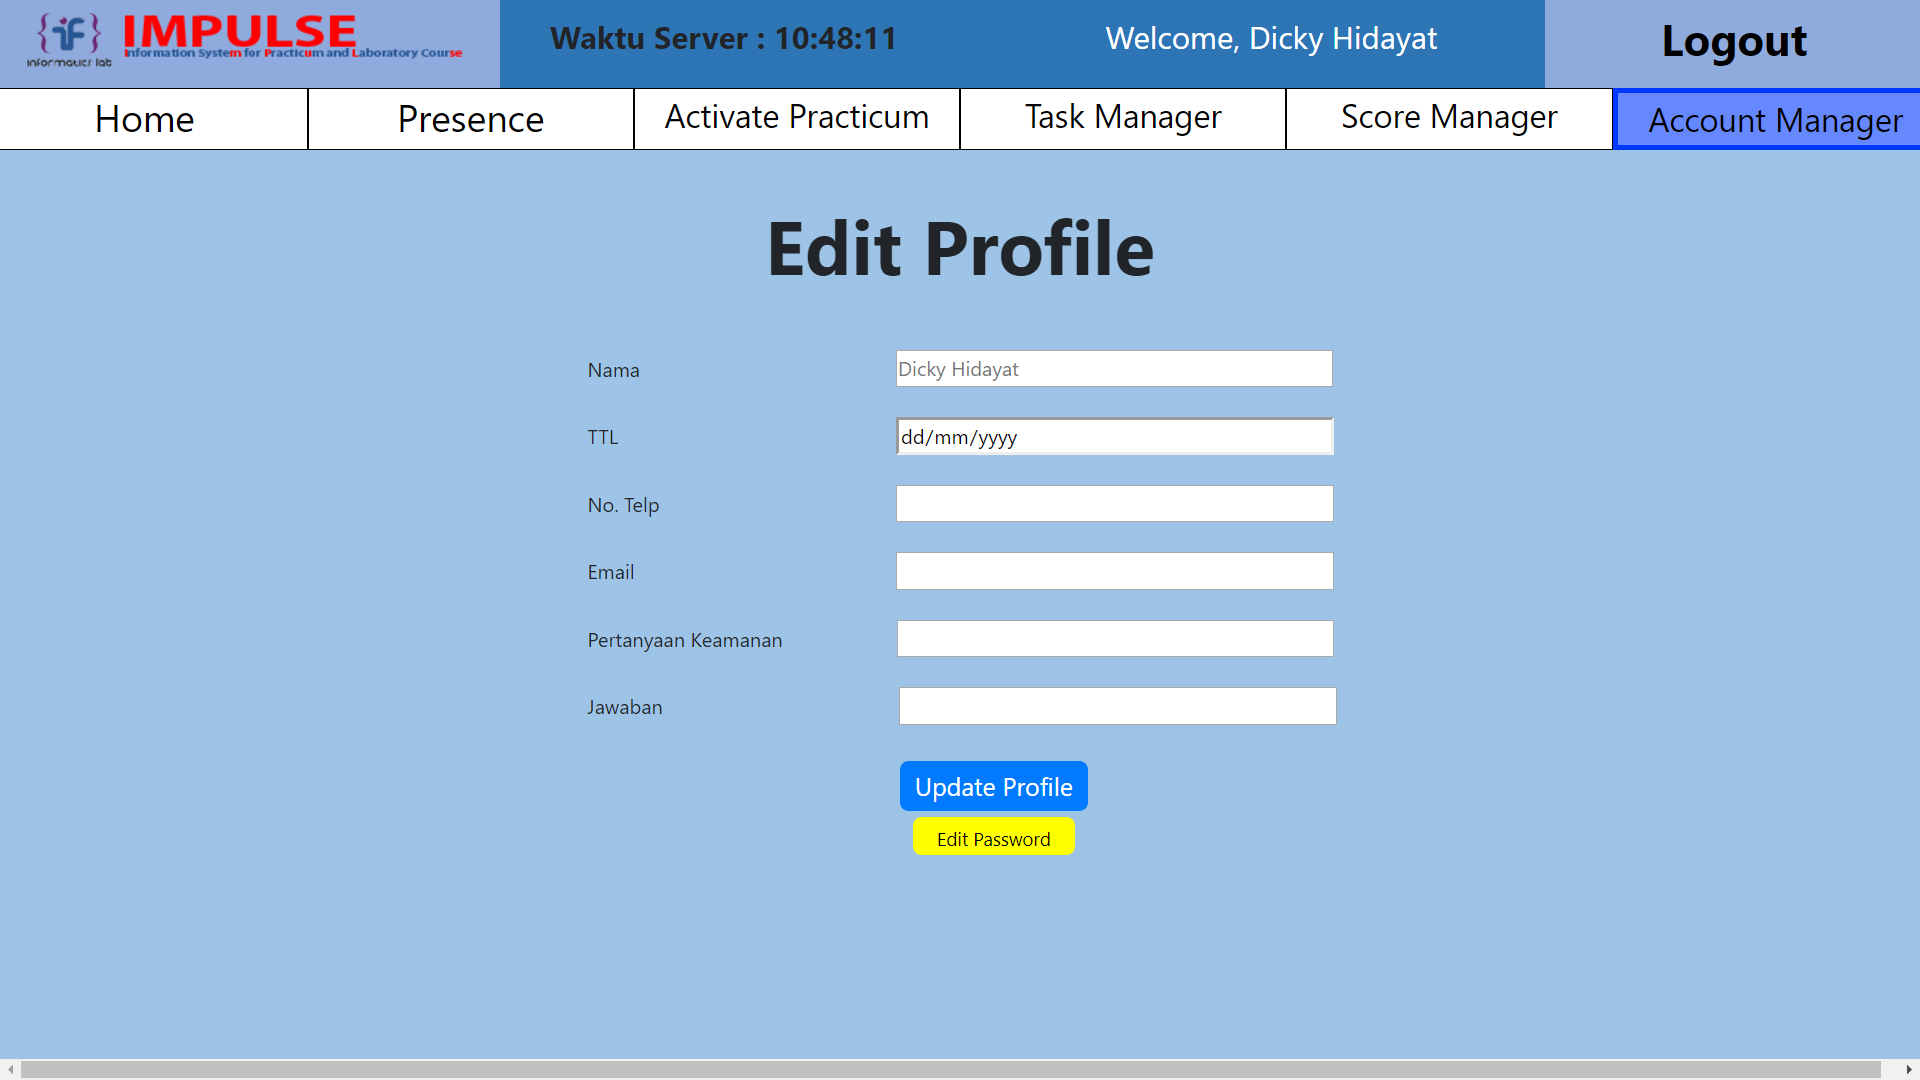 informatics lab
IMPULSE
Information System for Practicum and Laboratory Course
Waktu Server : 10:48:11
Welcome, Dicky Hidayat
Logout
Home
Presence
Activate Practicum
Task Manager
Score Manager
Account Manager
Edit Profile
Nama
Dicky Hidayat
TTL
dd/mm/yyyy
No. Telp
Email
Pertanyaan Keamanan
Jawaban
Update Profile
Edit Password